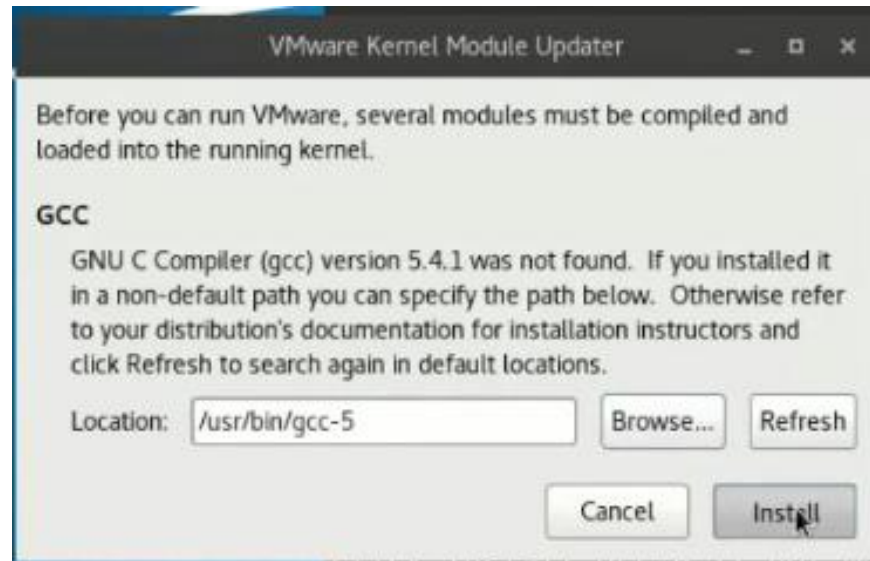 VMware Kernel Module Updater
Before you can run VMware, several modules must be compiled and
loaded into the running kernel.
GCC
GNU C Compiler (gcc) version 5.4.1 was not found. If you installed it
in a non-default path you can specify the path below. Otherwise refer
to your distribution's documentation for installation instructors and
click Refresh to search again in default locations.
Location: /usr/bin/gcc-5 Browse... Refresh
Cancel Install